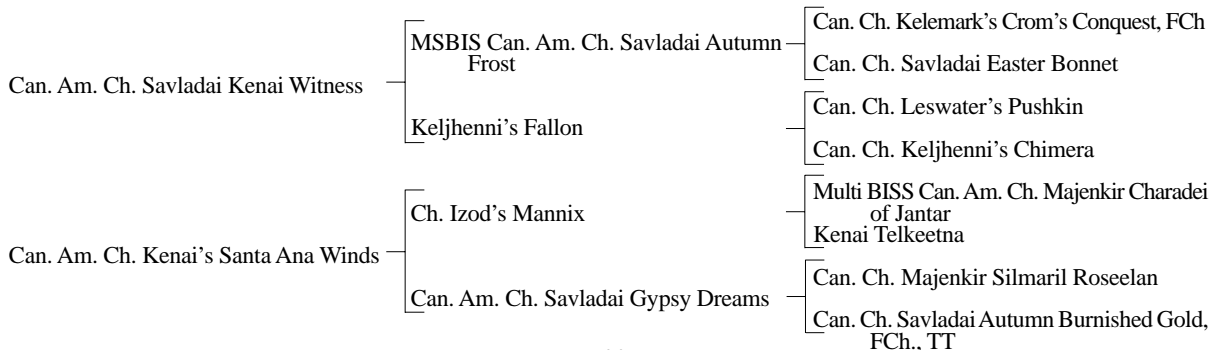 Can. Am. Ch. Savladai Kenai Witness
MSBIS Can. Am. Ch. Savladai Autumn
Frost
Can. Ch. Kelemark’s Crom’s Conquest, FCh
Can. Ch. Savladai Easter Bonnet
Keljhenni’s Fallon
Can. Ch. Leswater’s Pushkin
Can. Ch. Keljhenni’s Chimera
Can. Am. Ch. Kenai’s Santa Ana Winds
Ch. Izod’s Mannix
Multi BISS Can. Am. Ch. Majenkir Charadei
of Jantar
Kenai Telkeetna
Can. Am. Ch. Savladai Gypsy Dreams
Can. Ch. Majenkir Silmaril Roseelan
Can. Ch. Savladai Autumn Burnished Gold,
FCh., TT